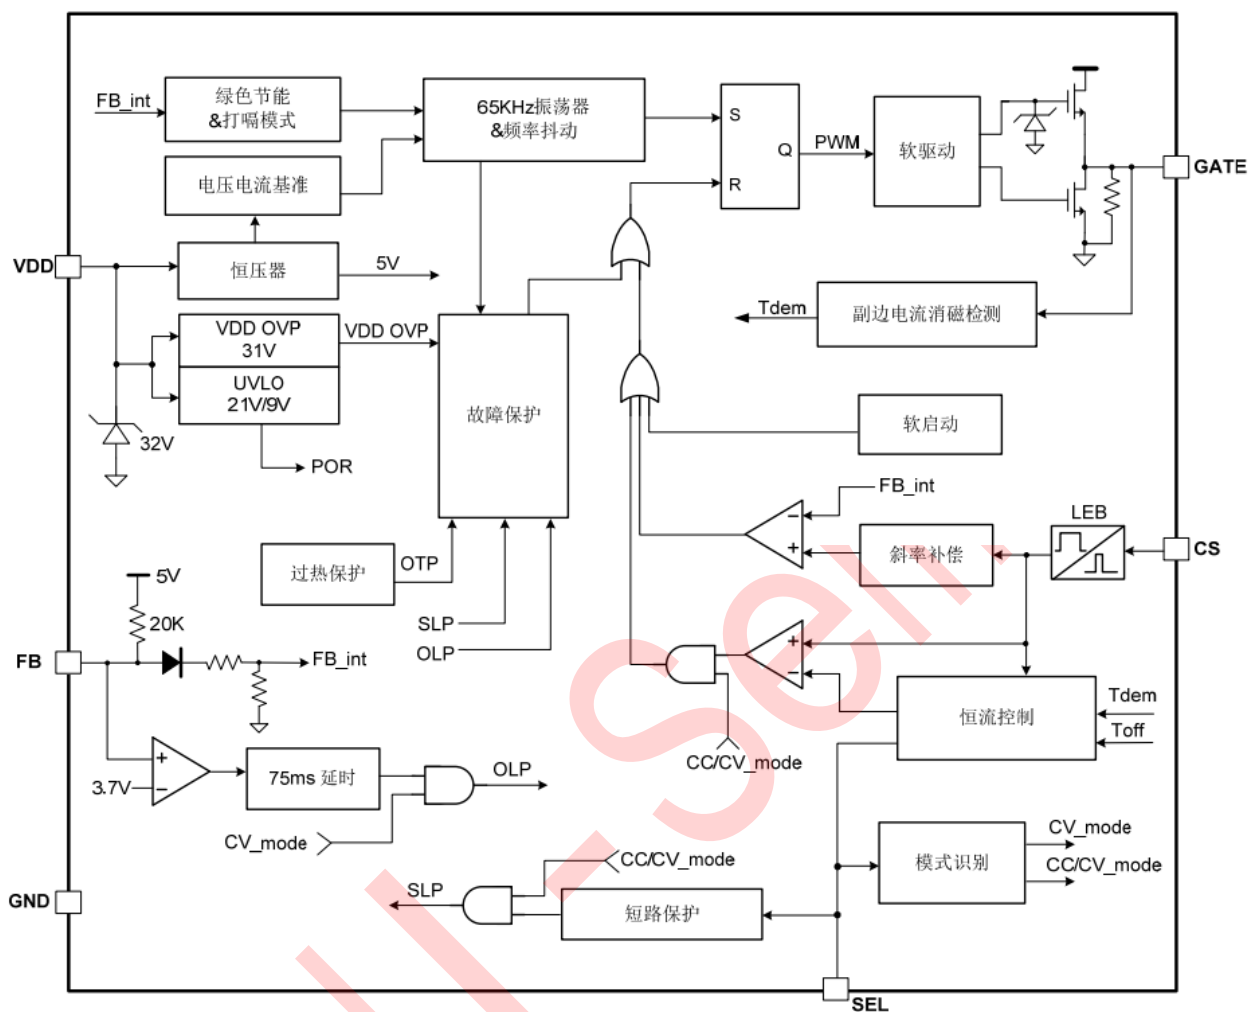 FB_int
绿色节能
&打嗝模式
65KHz振荡器
&频率抖动
S
R
Q
PWM
软驱动
GATE
电压电流基准
VDD
恒压器
5V
Tdem
副边电流消磁检测
VDD OVP
31V
VDD OVP
UVLO
21V/9V
32V
POR
故障保护
软启动
FB_int
LEB
CS
斜率补偿
过热保护
OTP
SLP
OLP
5V
20K
FB
FB_int
恒流控制
Tdem
Toff
CC/CV_mode
3.7V
75ms 延时
OLP
CV_mode
模式识别
CV_mode
CC/CV_mode
CC/CV_mode
SLP
短路保护
GND
SEL